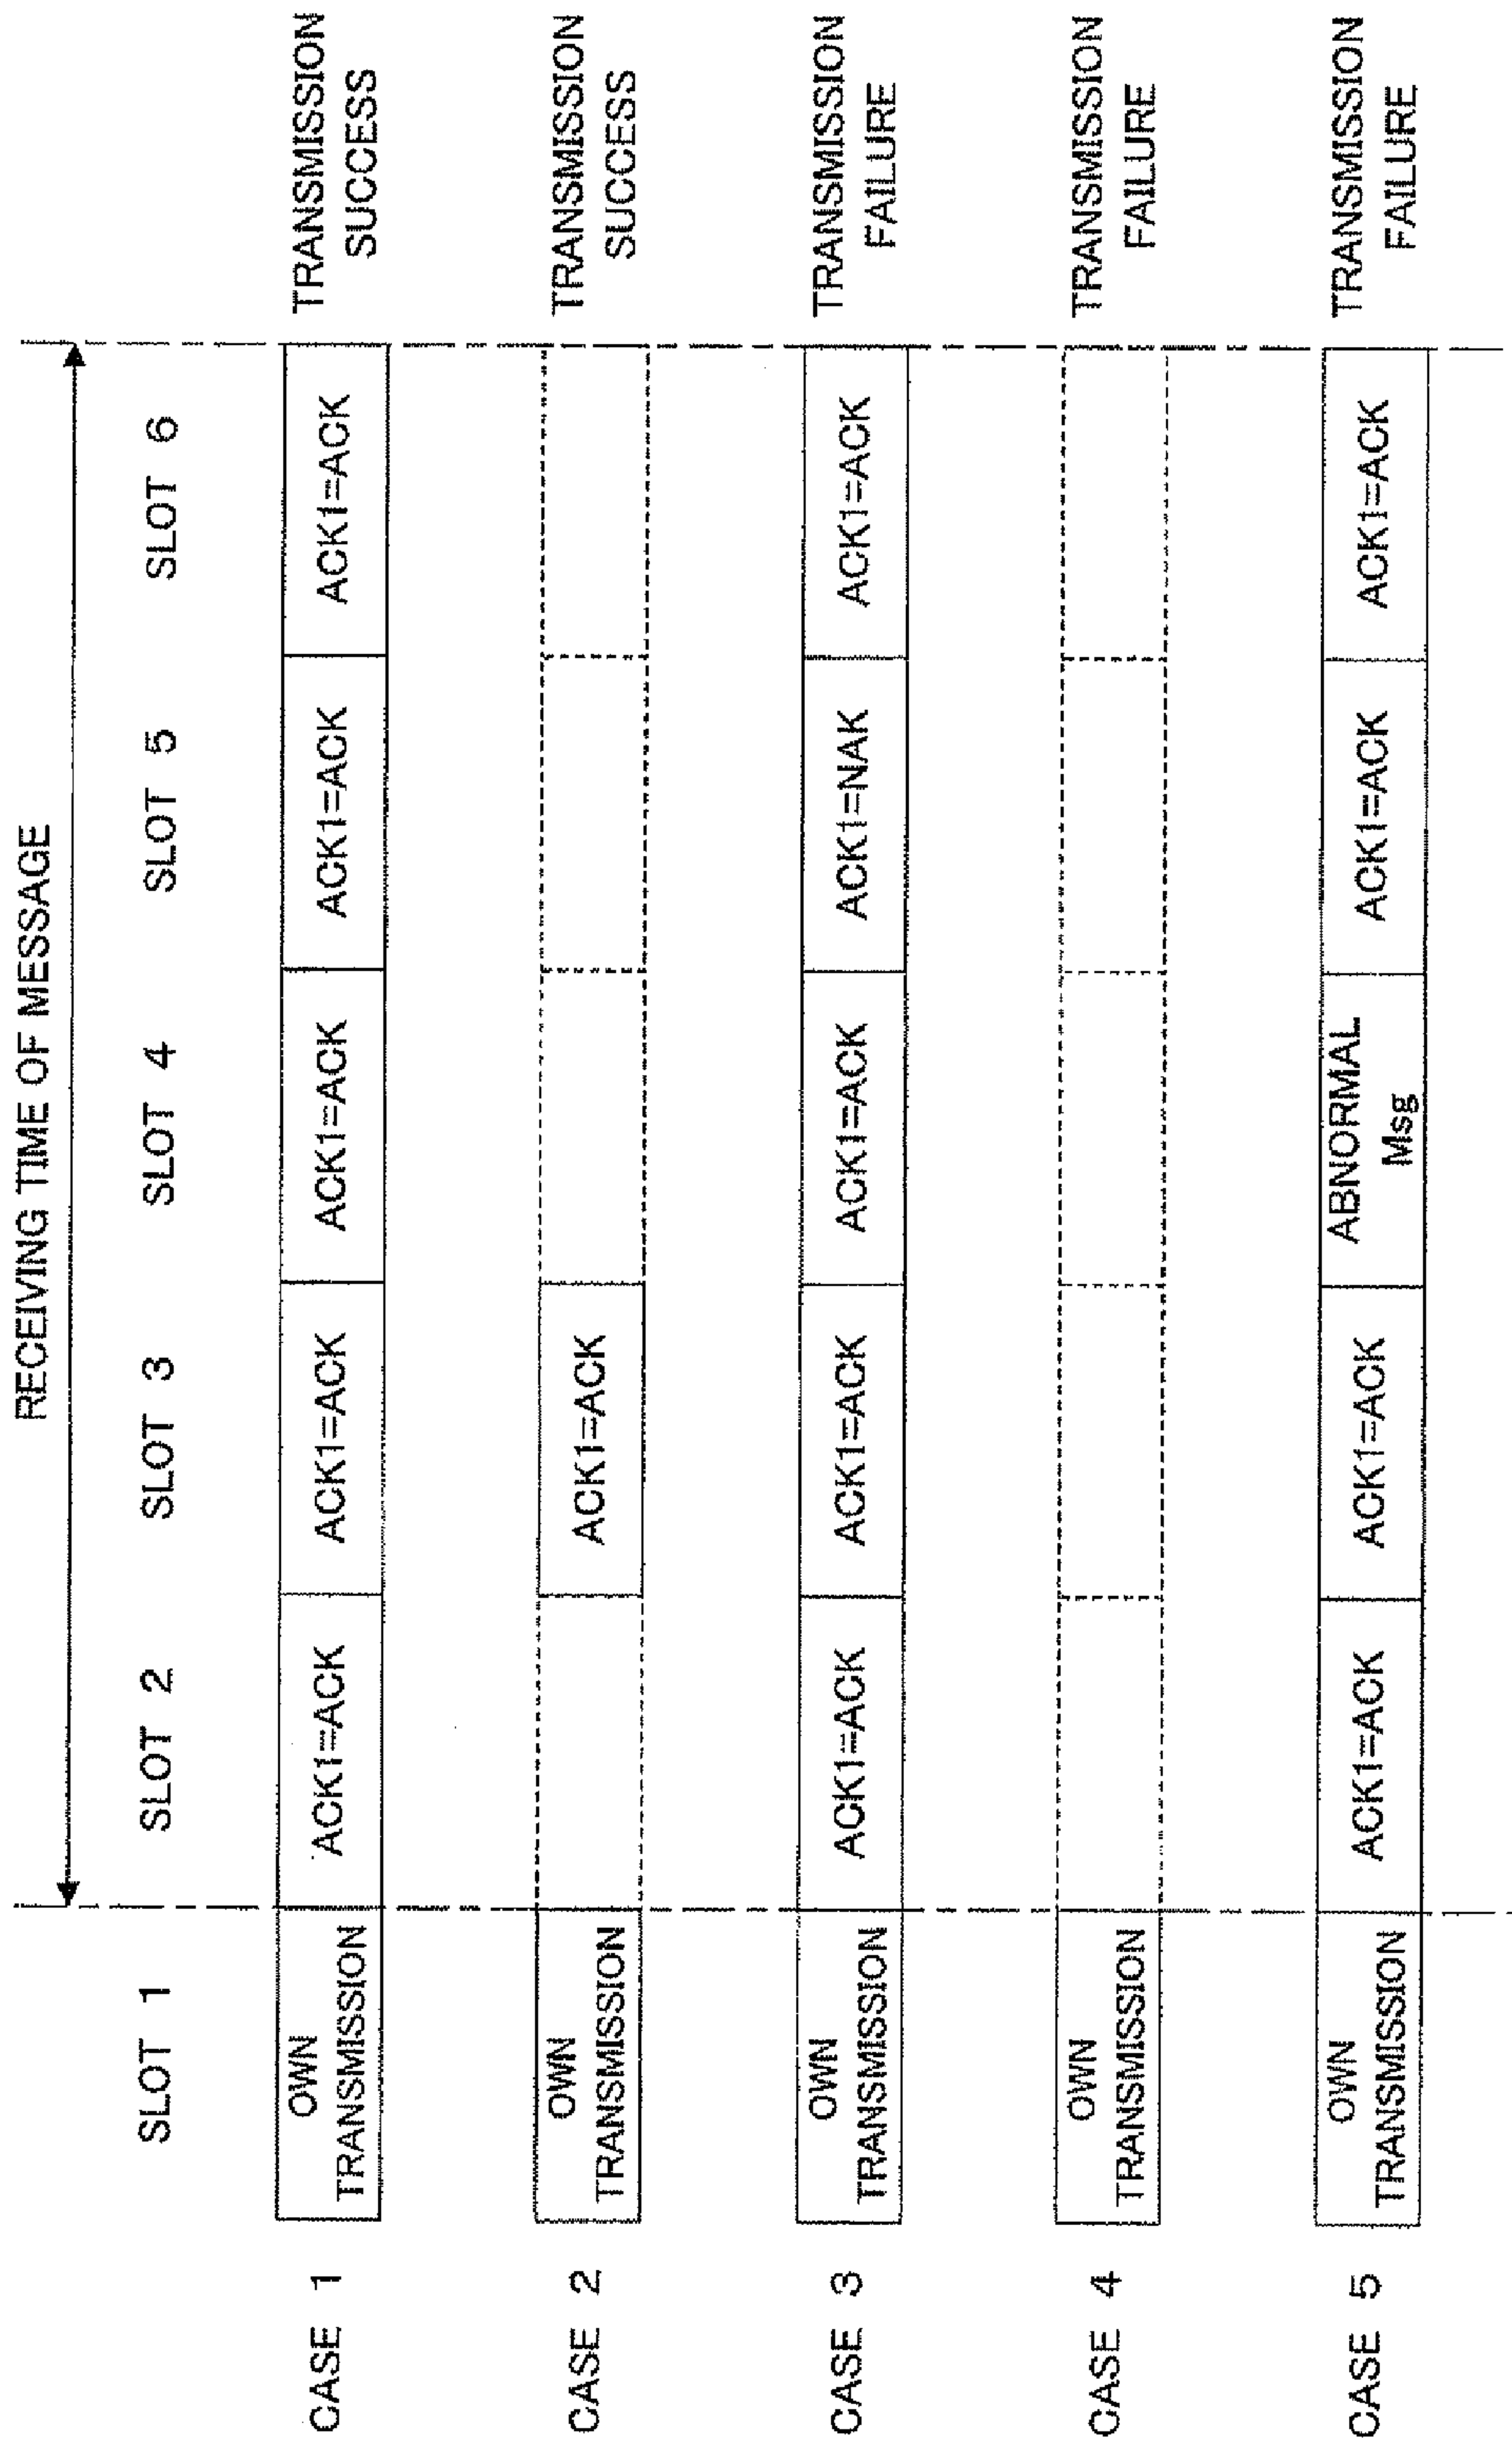 RECEIVING TIME OF MESSAGE
SLOT 1
SLOT 2
SLOT 3
SLOT 4
SLOT 5
SLOT 6
CASE 1
OWN
TRANSMISSION
ACK1=ACK
ACK1=ACK
ACK1=ACK
ACK1=ACK
ACK1=ACK
TRANSMISSION
SUCCESS
CASE 2
OWN
TRANSMISSION
ACK1=ACK
TRANSMISSION
SUCCESS
CASE 3
OWN
TRANSMISSION
ACK1=ACK
ACK1=ACK
ACK1=ACK
ACK1=NAK
ACK1=ACK
TRANSMISSION
FAILURE
CASE 4
OWN
TRANSMISSION
TRANSMISSION
FAILURE
CASE 5
OWN
TRANSMISSION
ACK1=ACK
ACK1=ACK
ABNORMAL
Msg
ACK1=ACK
ACK1=ACK
TRANSMISSION
FAILURE